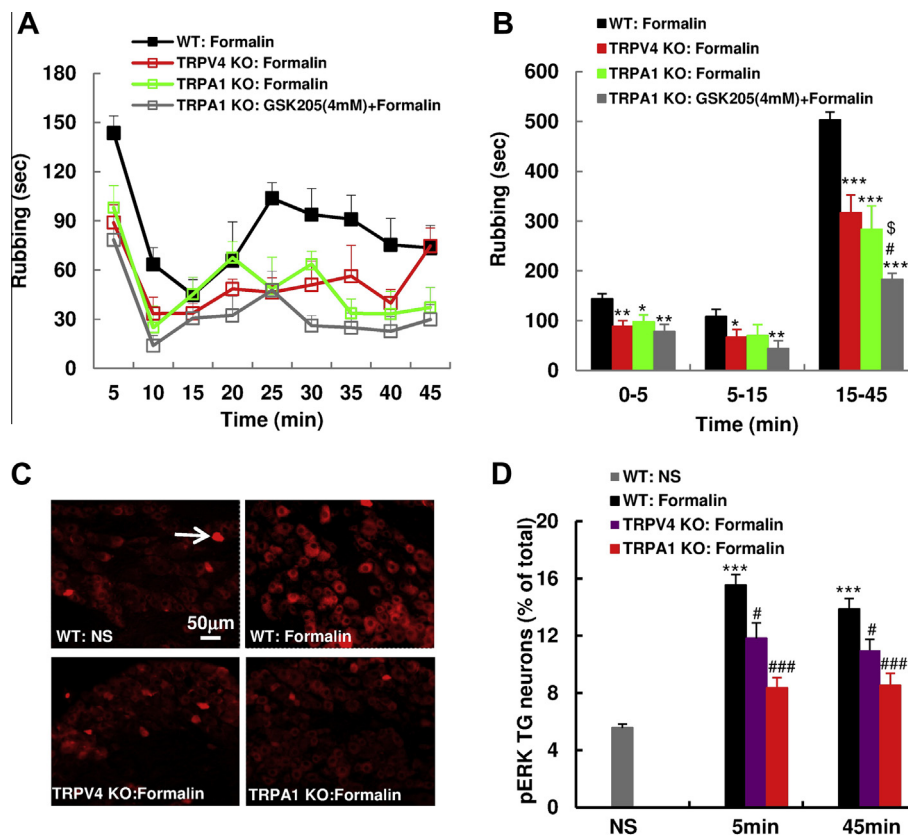 A
WT: Formalin
TRPV4 KO: Formalin
TRPA1 KO: Formalin
TRPA1 KO: GSK205(4mM)+Formalin
Rubbing (sec)
180
150
120
90
60
30
0
5 10 15 20 25 30 35 40 45
Time (min)
B
WT: Formalin
TRPV4 KO: Formalin
TRPA1 KO: Formalin
TRPA1 KO: GSK205(4mM)+Formalin
Rubbing (sec)
600
500
400
300
200
100
0
** * **
* **
*** ***
$
#
***
0-5 5-15 15-45
Time (min)
C
50μm
WT: NS
WT: Formalin
TRPV4 KO:Formalin
TRPA1 KO:Formalin
D
WT: NS
WT: Formalin
TRPV4 KO: Formalin
TRPA1 KO: Formalin
pERK TG neurons (% of total)
20
16
12
8
4
0
*** # ###
*** # ###
NS 5min 45min